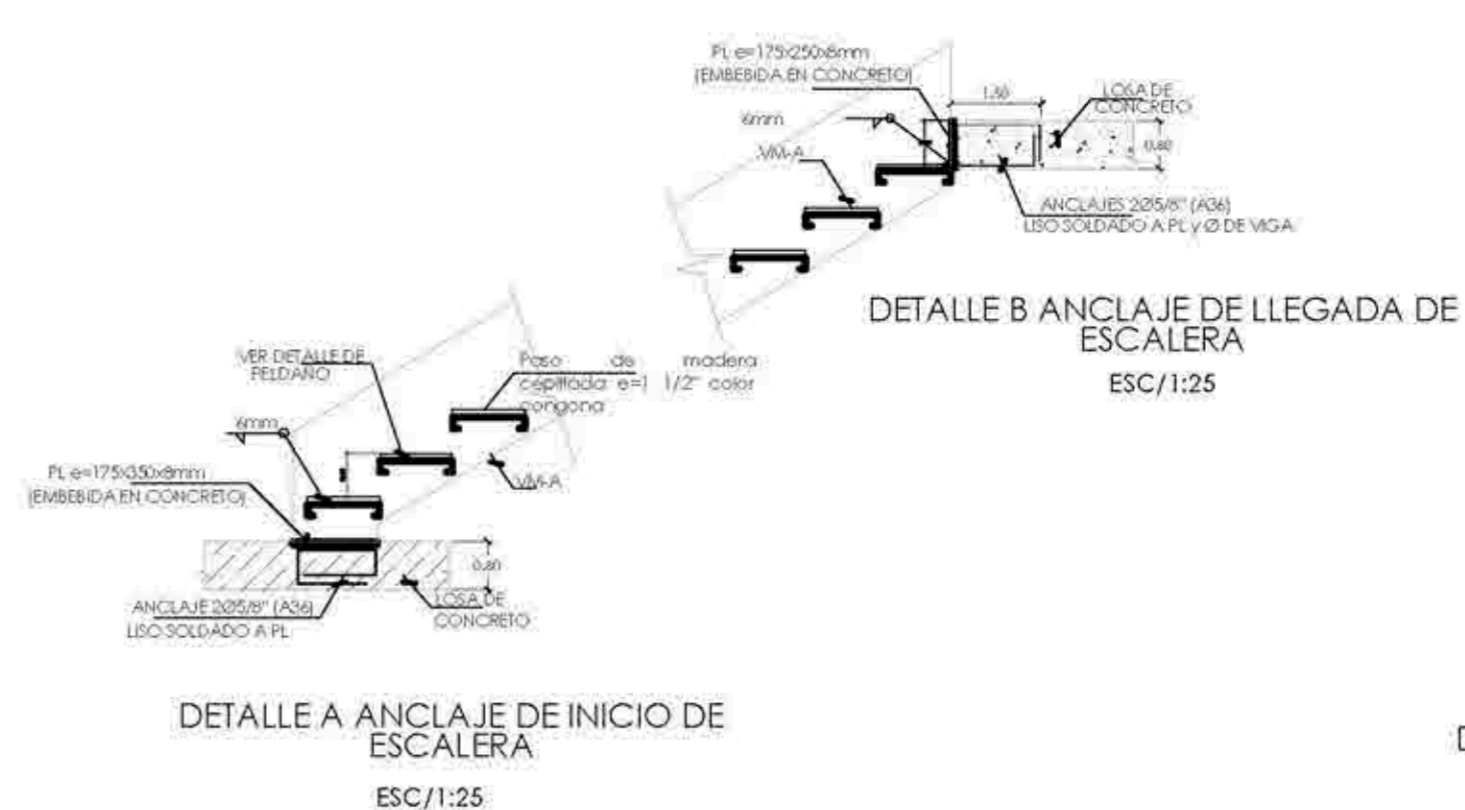 PL e=175x250x8mm
(EMBEBIDA EN CONCRETO)
6mm
VM-A
1.50
LOSA DE
CONCRETO
0.80
ANCLAJES 2Ø5/8" (A36)
LISO SOLDADO A PL y Ø DE VIGA
DETALLE B ANCLAJE DE LLEGADA DE
ESCALERA
ESC/1:25
VER DETALLE DE
PELDAÑO
Paso de madera
cepillada e=1 1/2" color
congona
6mm
PL e=175x350x8mm
(EMBEBIDA EN CONCRETO)
VM-A
0.80
ANCLAJE 2Ø5/8" (A36)
LISO SOLDADO A PL
LOSA DE
CONCRETO
DETALLE A ANCLAJE DE INICIO DE
ESCALERA
ESC/1:25